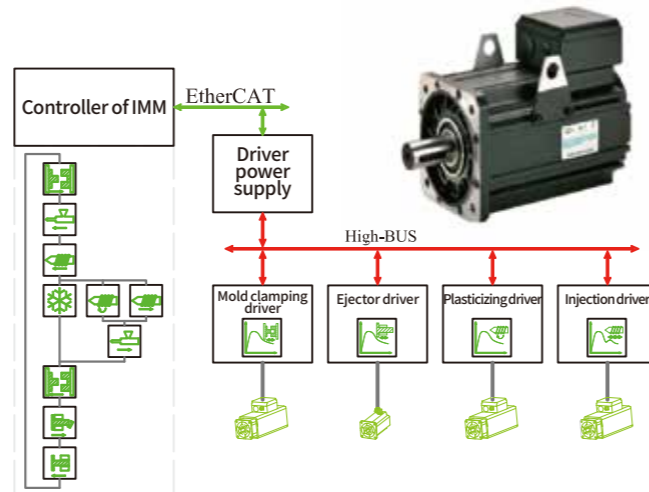 Controller of IMM
EtherCAT
Driver
power
supply
High-BUS
Mold clamping
driver
Ejector driver
Plasticizing driver
Injection driver